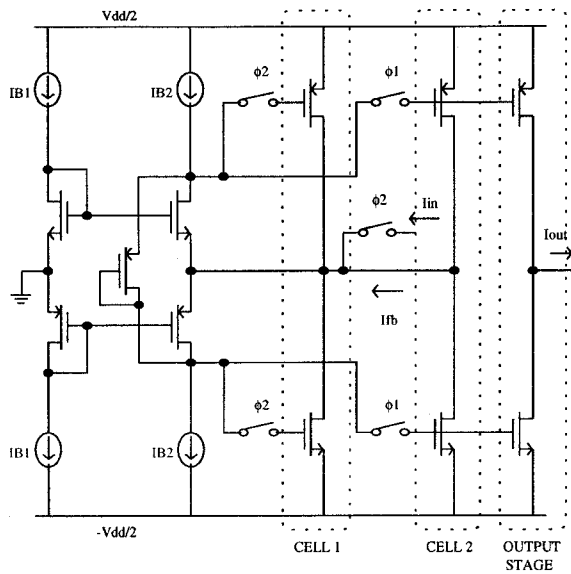 Vdd/2
IB1
IB2
ϕ2
ϕ1
ϕ2
Iin
Iout
Ifb
ϕ2
ϕ1
IB1
IB2
-Vdd/2
CELL 1
CELL 2
OUTPUT
STAGE